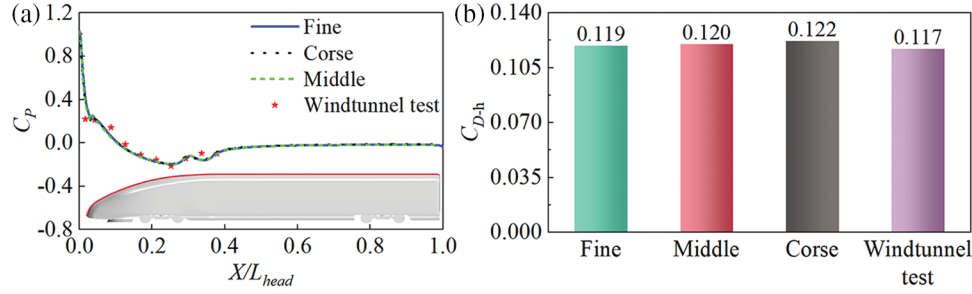 (a)
1.2
0.8
0.4
0.0
-0.4
-0.8
C_P
Fine
Corse
Middle
Windtunnel test
0.0
0.2
0.4
0.6
0.8
1.0
X/L_head
(b)
0.140
0.105
0.070
0.035
0.000
C_D-h
0.119
0.120
0.122
0.117
Fine
Middle
Corse
Windtunnel
test